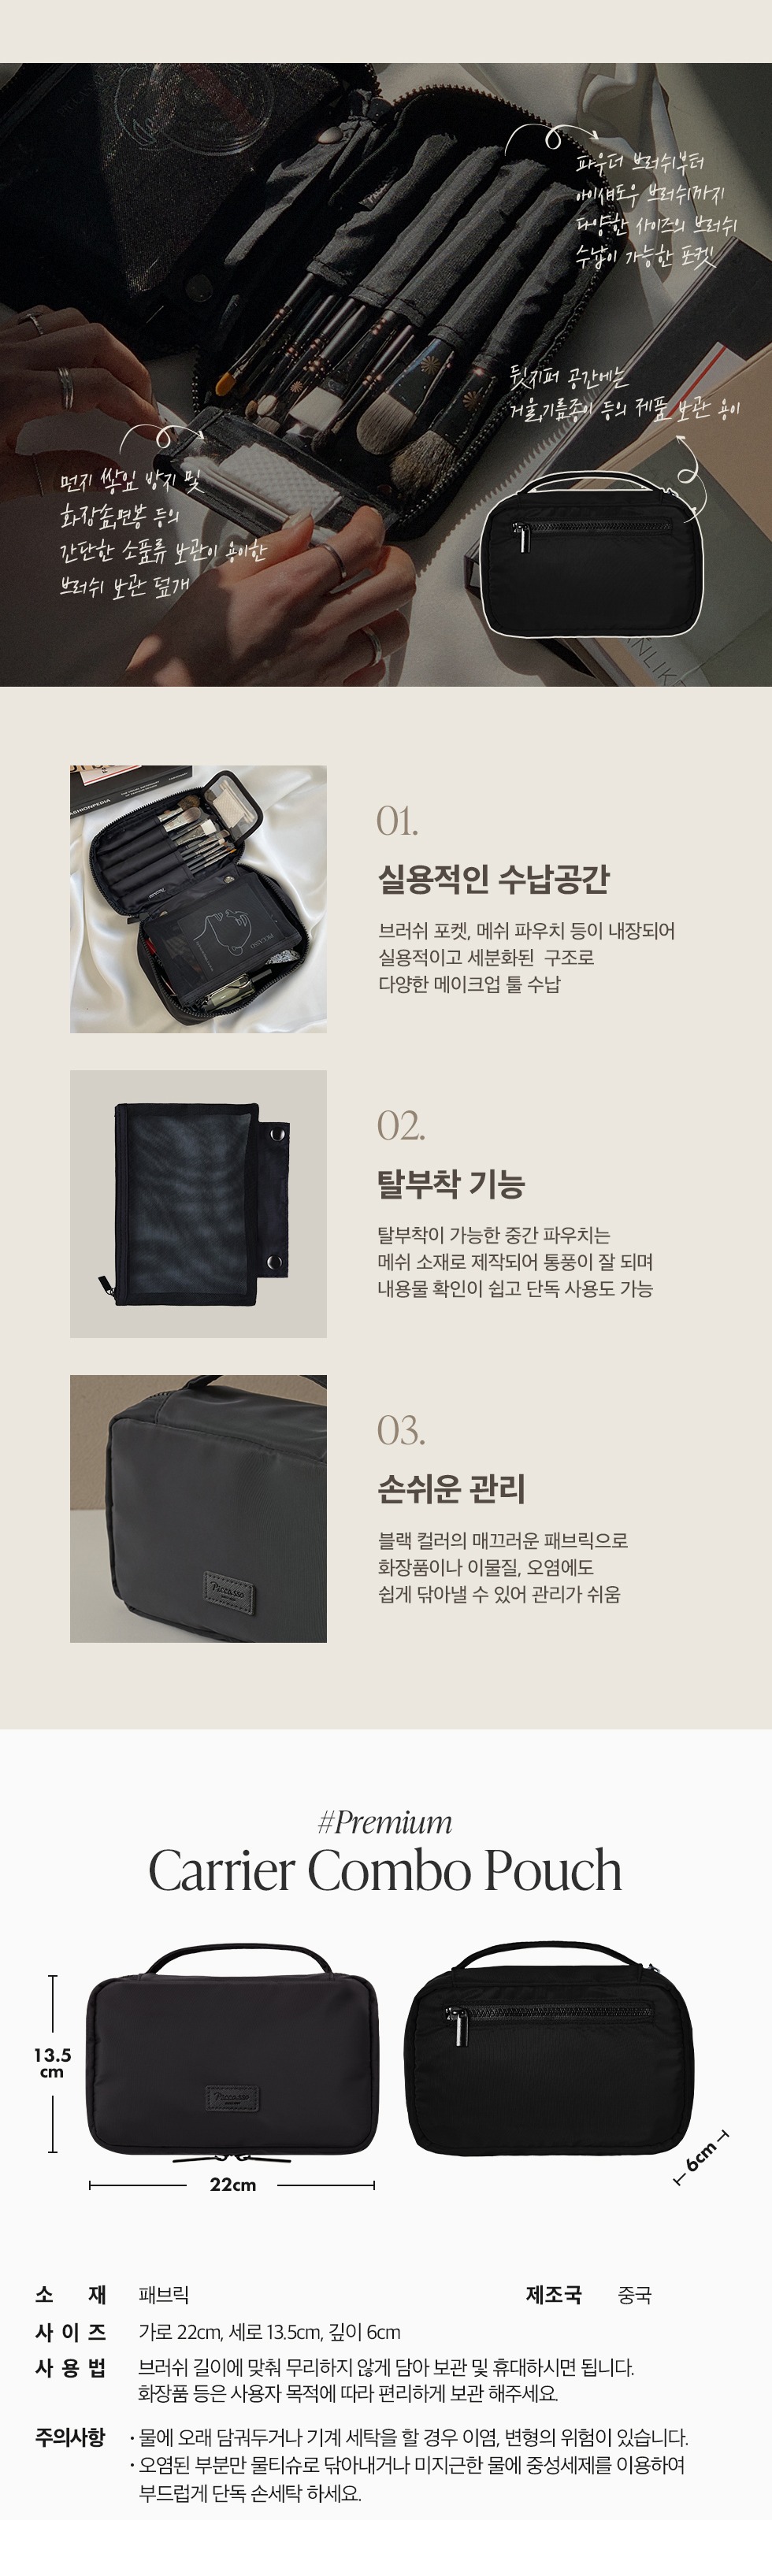 파우더 브러쉬부터
아이섀도우 브러쉬까지
다양한 사이즈의 브러쉬
수납이 가능한 포켓
뒷지퍼 공간에는
거울,기름종이 등의 제품 보관 용이
먼지 쌓임 방지 및
화장솜,면봉 등의
간단한 소품류 보관이 용이한
브러쉬 보관 덮개
01.
실용적인 수납공간
브러쉬 포켓, 메쉬 파우치 등이 내장되어
실용적이고 세분화된 구조로
다양한 메이크업 툴 수납
FASHIONPEDIA
02.
탈부착 기능
탈부착이 가능한 중간 파우치는
메쉬 소재로 제작되어 통풍이 잘 되며
내용물 확인이 쉽고 단독 사용도 가능
03.
손쉬운 관리
블랙 컬러의 매끄러운 패브릭으로
화장품이나 이물질, 오염에도
쉽게 닦아낼 수 있어 관리가 쉬움
Piccasso
#Premium
Carrier Combo Pouch
13.5
cm
Piccasso
22cm
6cm
소 재 패브릭 제조국 중국
사 이 즈 가로 22cm, 세로 13.5cm, 깊이 6cm
사 용 법 브러쉬 길이에 맞춰 무리하지 않게 담아 보관 및 휴대하시면 됩니다.
화장품 등은 사용자 목적에 따라 편리하게 보관 해주세요.
주의사항 · 물에 오래 담궈두거나 기계 세탁을 할 경우 이염, 변형의 위험이 있습니다.
· 오염된 부분만 물티슈로 닦아내거나 미지근한 물에 중성세제를 이용하여
부드럽게 단독 손세탁 하세요.